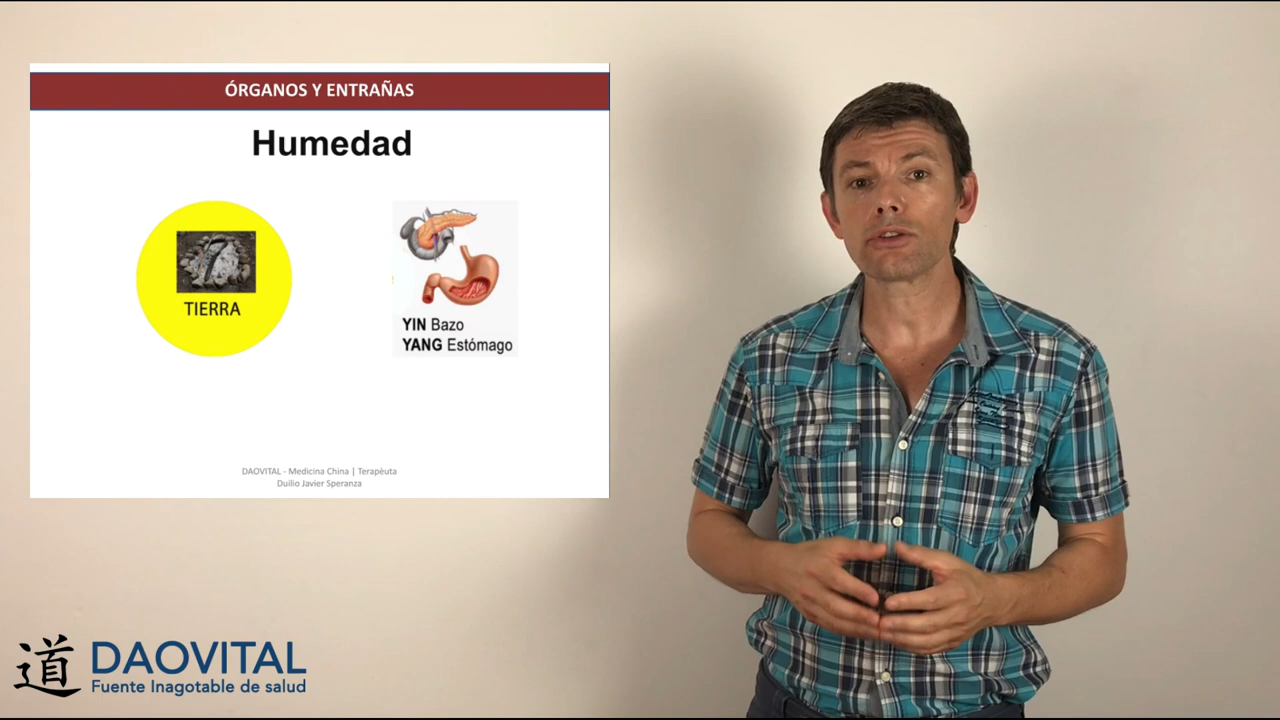 ÓRGANOS Y ENTRAÑAS
Humedad
TIERRA
YIN Bazo
YANG Estómago
DAOVITAL - Medicina China | Terapèuta
Duilio Javier Speranza
道 DAOVITAL
Fuente Inagotable de salud